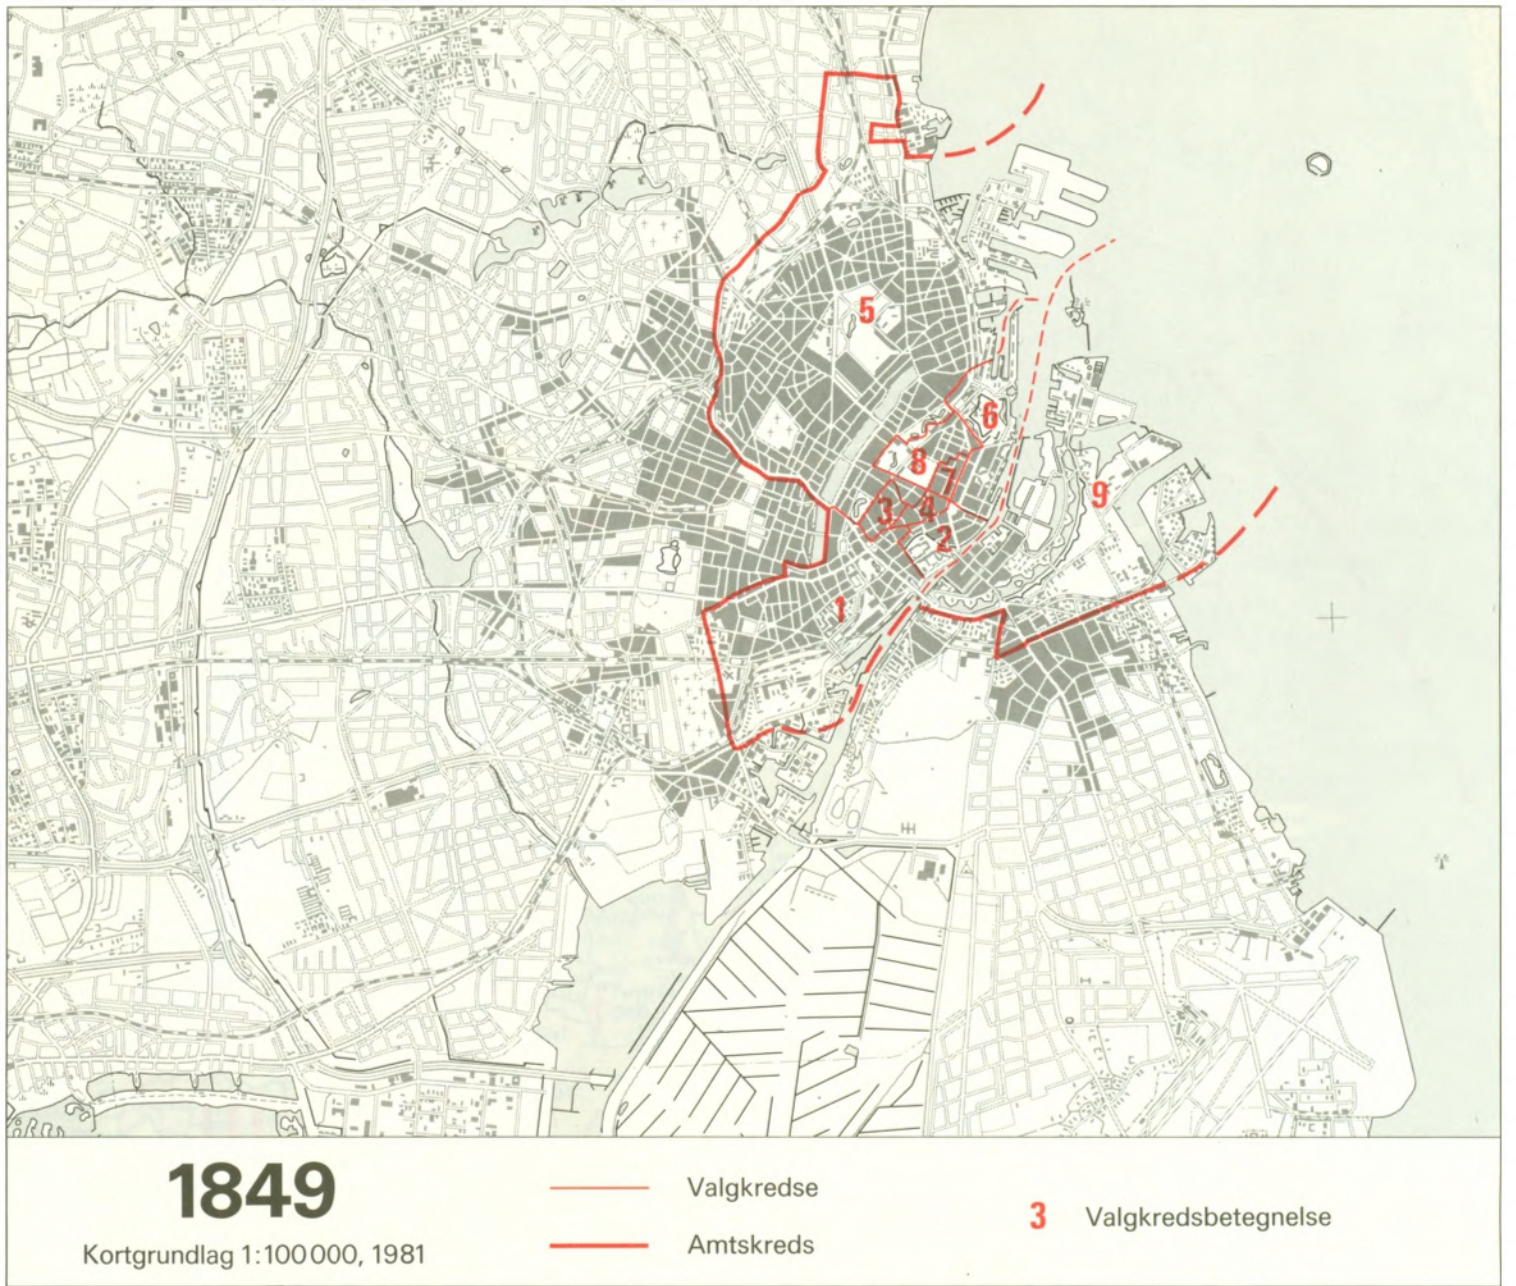 5
6
8
7
9
3
4
2
1
1849
Kortgrundlag 1:100 000, 1981
Valgkredse
Amtskreds
3 Valgkredsbetegnelse